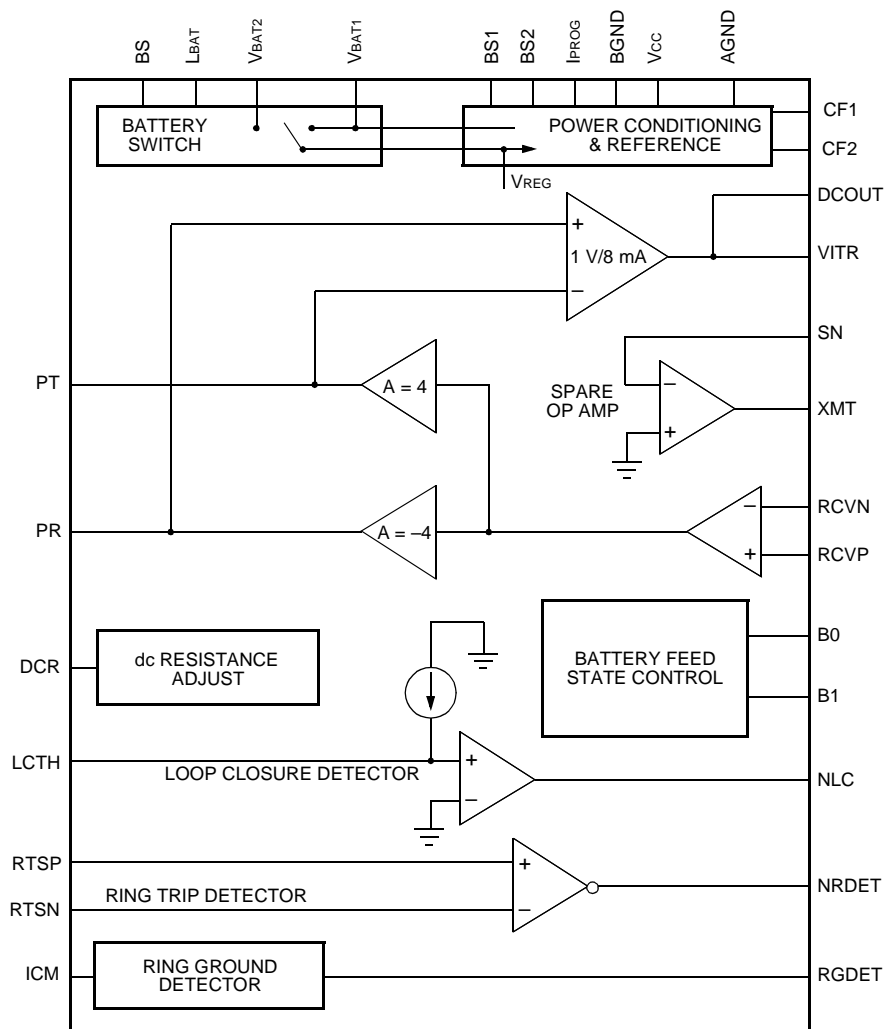 BS
LBAT
VBAT2
VBAT1
BS1
BS2
IPROG
BGND
VCC
AGND
BATTERY
SWITCH
POWER CONDITIONING
& REFERENCE
CF1
CF2
VREG
DCOUT
+
1 V/8 mA
VITR
–
SN
PT
A = 4
SPARE
OP AMP
–
+
XMT
PR
A = –4
–
RCVN
+
RCVP
B0
dc RESISTANCE
ADJUST
DCR
BATTERY FEED
STATE CONTROL
B1
LCTH
LOOP CLOSURE DETECTOR
+
–
NLC
RTSP
+
RING TRIP DETECTOR
NRDET
RTSN
–
ICM
RING GROUND
DETECTOR
RGDET